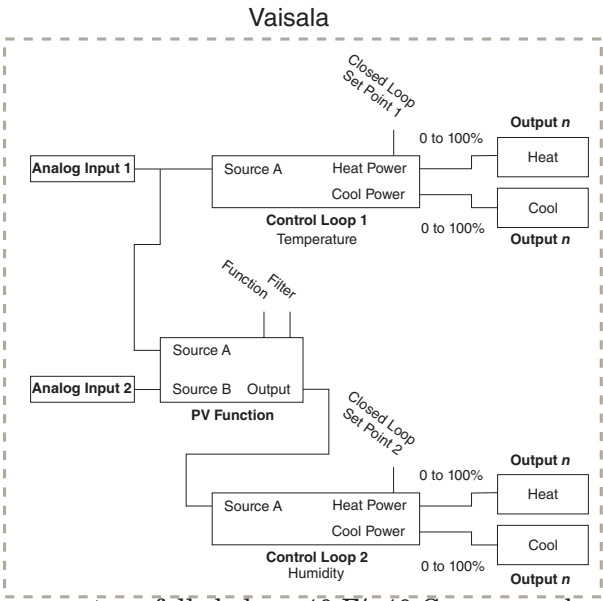 Vaisala
Closed Loop
Set Point 1
Output n
0 to 100%
Heat
Analog Input 1
Source A
Heat Power
Cool Power
Cool
Control Loop 1
Temperature
0 to 100%
Output n
Function
Filter
Source A
Analog Input 2
Source B
Output
PV Function
Closed Loop
Set Point 2
Output n
0 to 100%
Heat
Source A
Heat Power
Cool Power
Cool
Control Loop 2
Humidity
0 to 100%
Output n